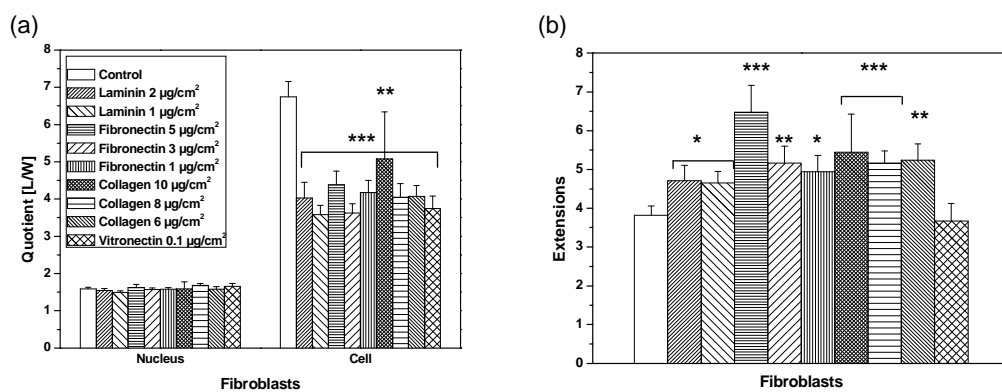 (a)
8
7
6
5
4
3
2
1
0
Quotient [L/W]
Control
Laminin 2 µg/cm²
Laminin 1 µg/cm²
Fibronectin 5 µg/cm²
Fibronectin 3 µg/cm²
Fibronectin 1 µg/cm²
Collagen 10 µg/cm²
Collagen 8 µg/cm²
Collagen 6 µg/cm²
Vitronectin 0.1 µg/cm²
**
***
Nucleus Cell
Fibroblasts
(b)
8
7
6
5
4
3
2
1
0
Extensions
*** ***
* ** * **
Fibroblasts